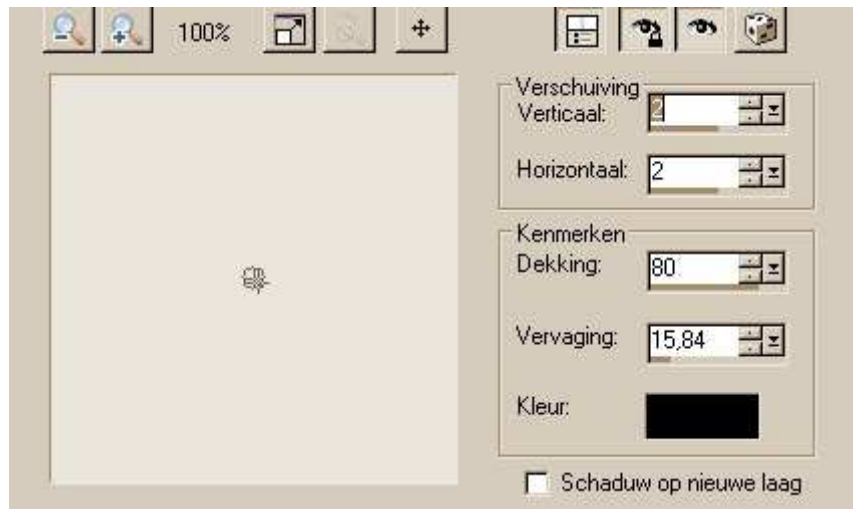 100%
Verschuiving
Verticaal: 2
Horizontaal: 2
Kenmerken
Dekking: 80
Vervaging: 15,84
Kleur:
Schaduw op nieuwe laag